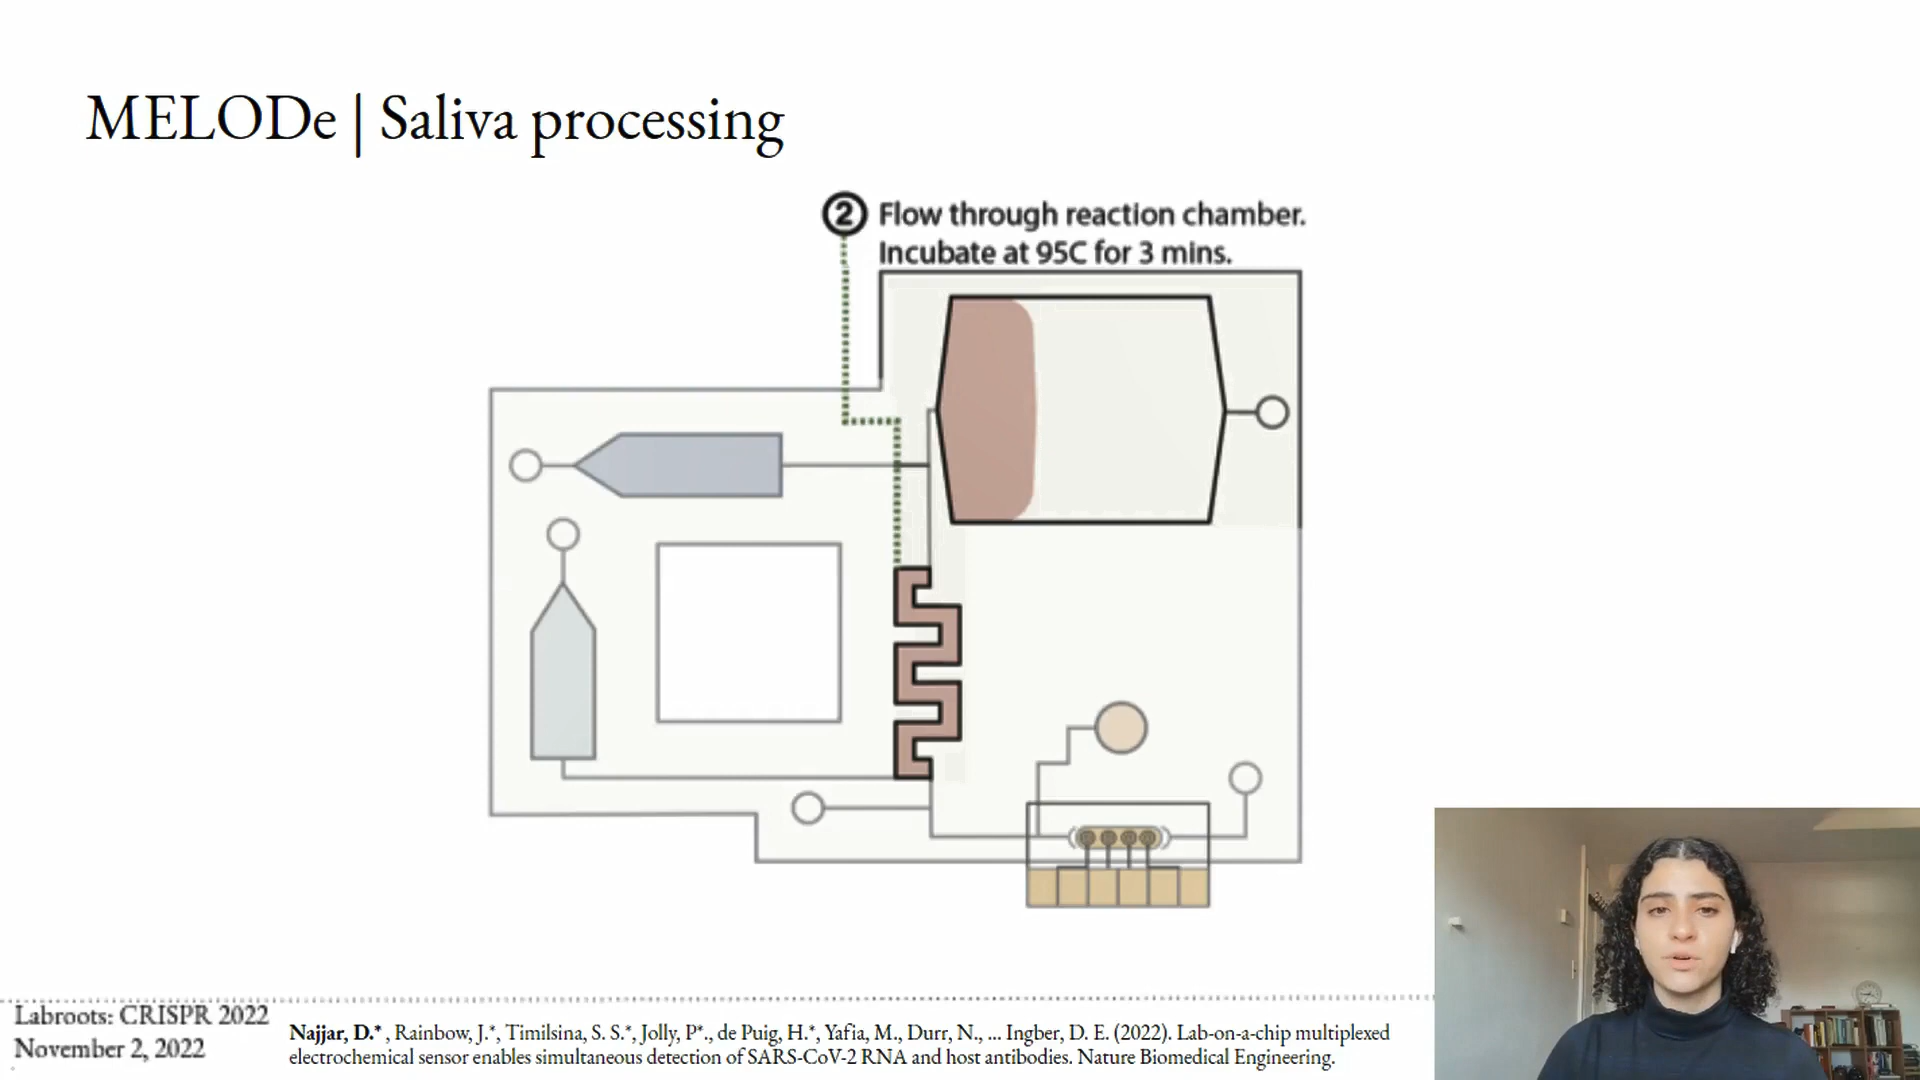 MELODe | Saliva processing
2 Flow through reaction chamber.
Incubate at 95C for 3 mins.
Labroots: CRISPR 2022
November 2, 2022
Najjar, D.*, Rainbow, J.*, Timilsina, S. S.*, Jolly, P*., de Puig, H.*, Yafia, M., Durr, N., ... Ingber, D. E. (2022). Lab-on-a-chip multiplexed
electrochemical sensor enables simultaneous detection of SARS-CoV-2 RNA and host antibodies. Nature Biomedical Engineering.